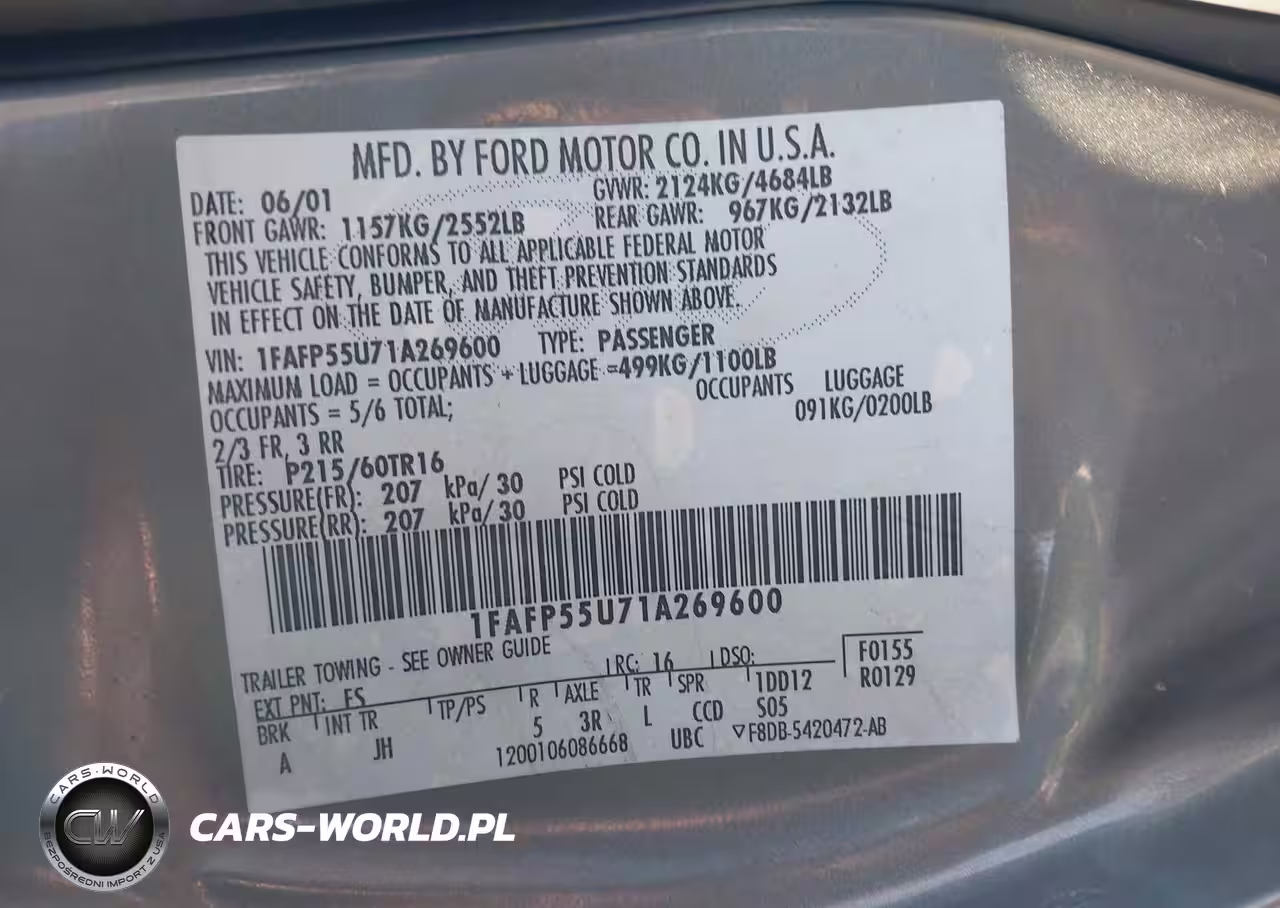 MFD. BY FORD MOTOR CO. IN U.S.A.
DATE: 06/01 GVWR: 2124KG/4684LB
FRONT GAWR: 1157KG/2552LB REAR GAWR: 967KG/2132LB
THIS VEHICLE CONFORMS TO ALL APPLICABLE FEDERAL MOTOR
VEHICLE SAFETY, BUMPER, AND THEFT PREVENTION STANDARDS
IN EFFECT ON THE DATE OF MANUFACTURE SHOWN ABOVE.
VIN: 1FAFP55U71A269600 TYPE: PASSENGER
MAXIMUM LOAD = OCCUPANTS + LUGGAGE =499KG/1100LB
OCCUPANTS = 5/6 TOTAL; OCCUPANTS LUGGAGE
2/3 FR, 3 RR 091KG/0200LB
TIRE: P215/60TR16
PRESSURE(FR): 207 kPa/ 30 PSI COLD
PRESSURE(RR): 207 kPa/ 30 PSI COLD
1FAFP55U71A269600
TRAILER TOWING - SEE OWNER GUIDE
EXT PNT: FS RC: 16 DSO: F0155
BRK INT TR TP/PS R AXLE TR SPR 1DD12 R0129
A JH 5 3R L CCD S05
1200106086668 UBC ▽F8DB-5420472-AB
CARS-WORLD
CW
BEZPOŚREDNI IMPORT Z USA
CARS-WORLD.PL